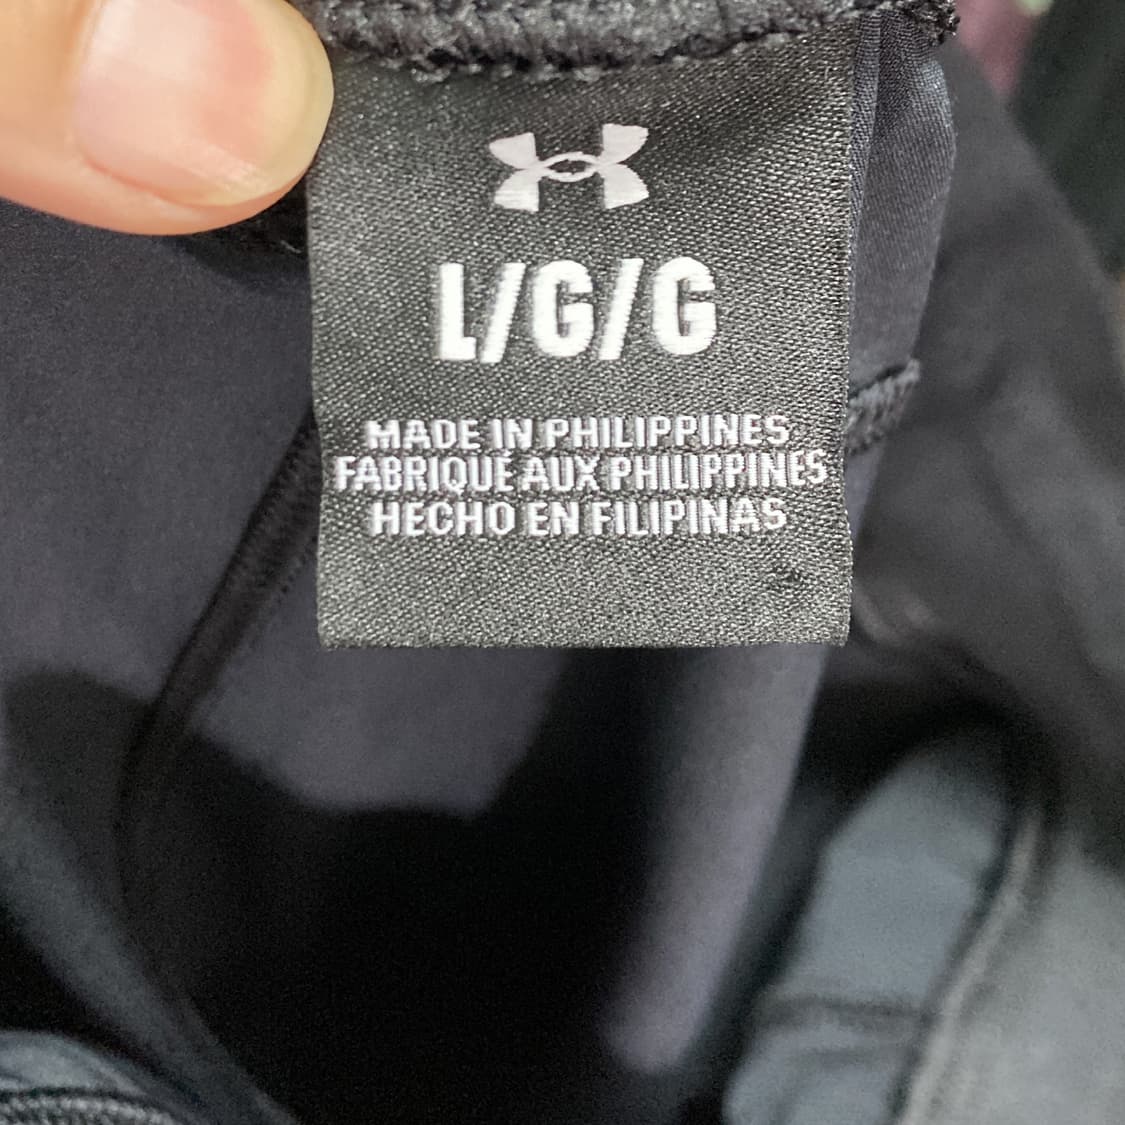 L/G/G
MADE IN PHILIPPINES
FABRIQUÉ AUX PHILIPPINES
HECHO EN FILIPINAS